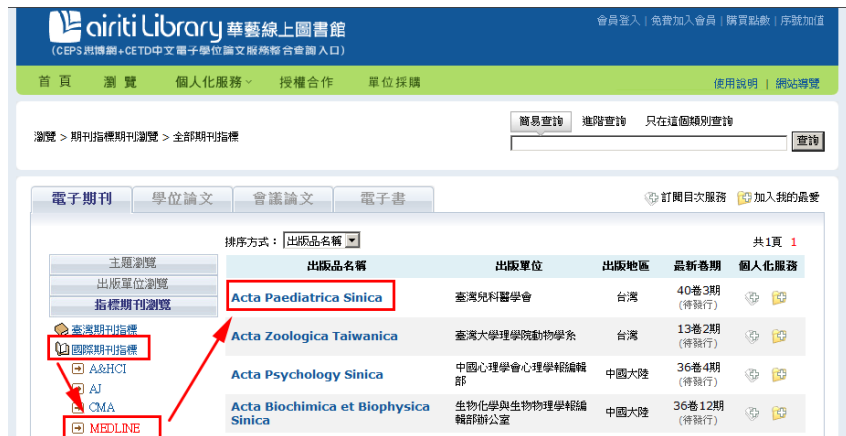 airiti Library 華藝線上圖書館
(CEPS思博網+CETD中文電子學位論文服務整合查詢入口)
會員登入 | 免費加入會員 | 購買點數 | 序號加值
首 頁 瀏 覽 個人化服務 授權合作 單位採購
使用說明 | 網站導覽
簡易查詢 進階查詢 只在這個類別查詢
瀏覽 > 期刊指標期刊瀏覽 > 全部期刊指標
查詢
電子期刊 學位論文 會議論文 電子書
訂閱目次服務 加入我的最愛
排序方式： 出版品名稱
共1頁 1
主題瀏覽
出版單位瀏覽
指標期刊瀏覽
臺灣期刊指標
國際期刊指標
A&HCI
AJ
CMA
MEDLINE
出版品名稱 出版單位 出版地區 最新卷期 個人化服務
Acta Paediatrica Sinica 臺灣兒科醫學會 台灣 40卷3期
(待發行)
Acta Zoologica Taiwanica 臺灣大學理學院動物學系 台灣 13卷2期
(待發行)
Acta Psychology Sinica 中國心理學會心理學報編輯部 中國大陸 36卷4期
(待發行)
Acta Biochimica et Biophysica
Sinica 生物化學與生物物理學報編
輯部辦公室 中國大陸 36卷12期
(待發行)